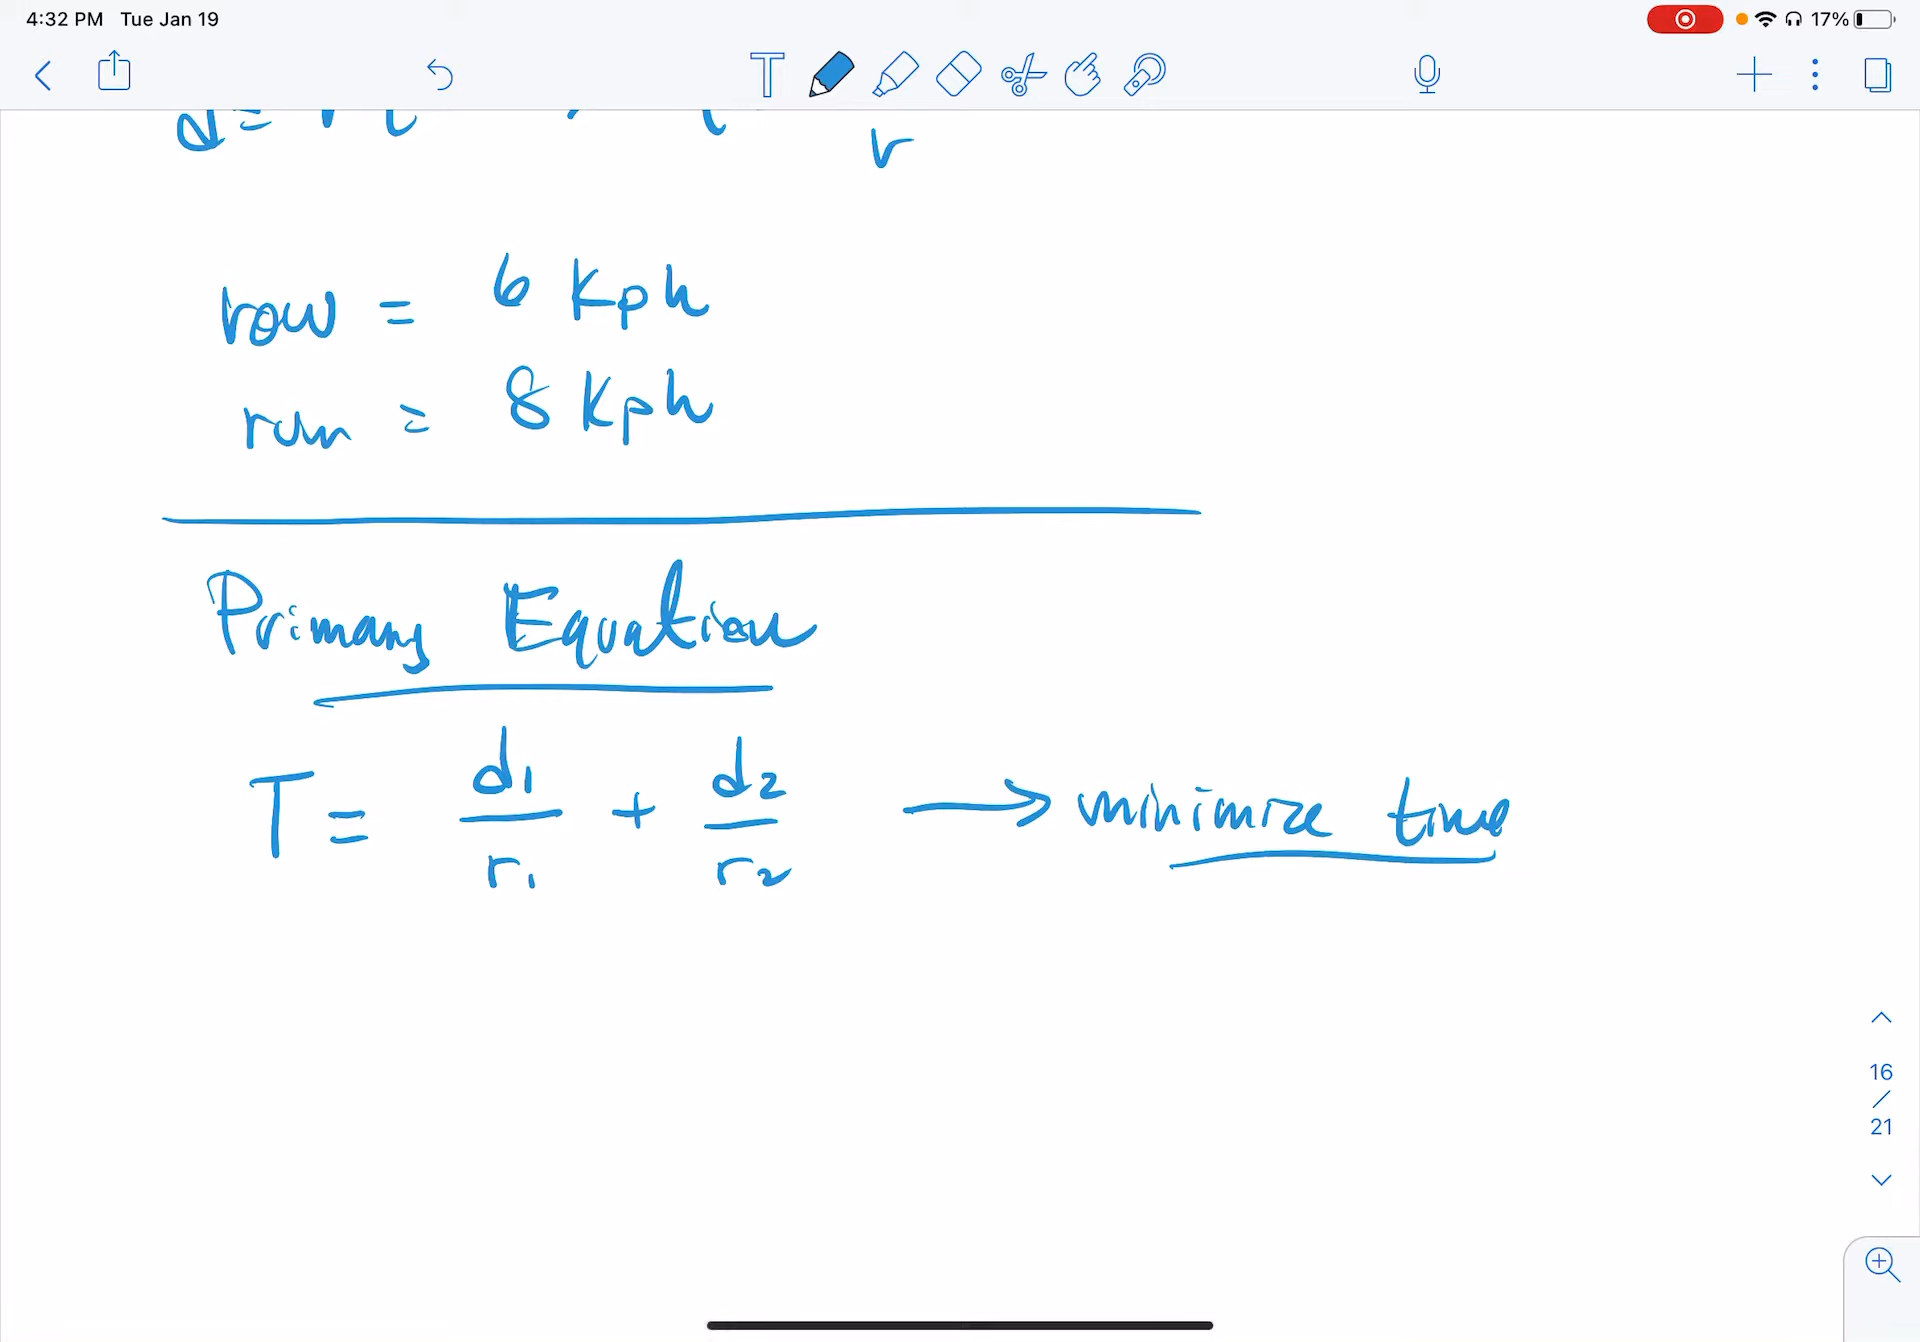 4:32 PM Tue Jan 19 17%
T
d = r t , t
r
row = 6 Kph
run = 8 Kph
Primary Equation
T = d1/r1 + d2/r2 → minimize time
16
/
21